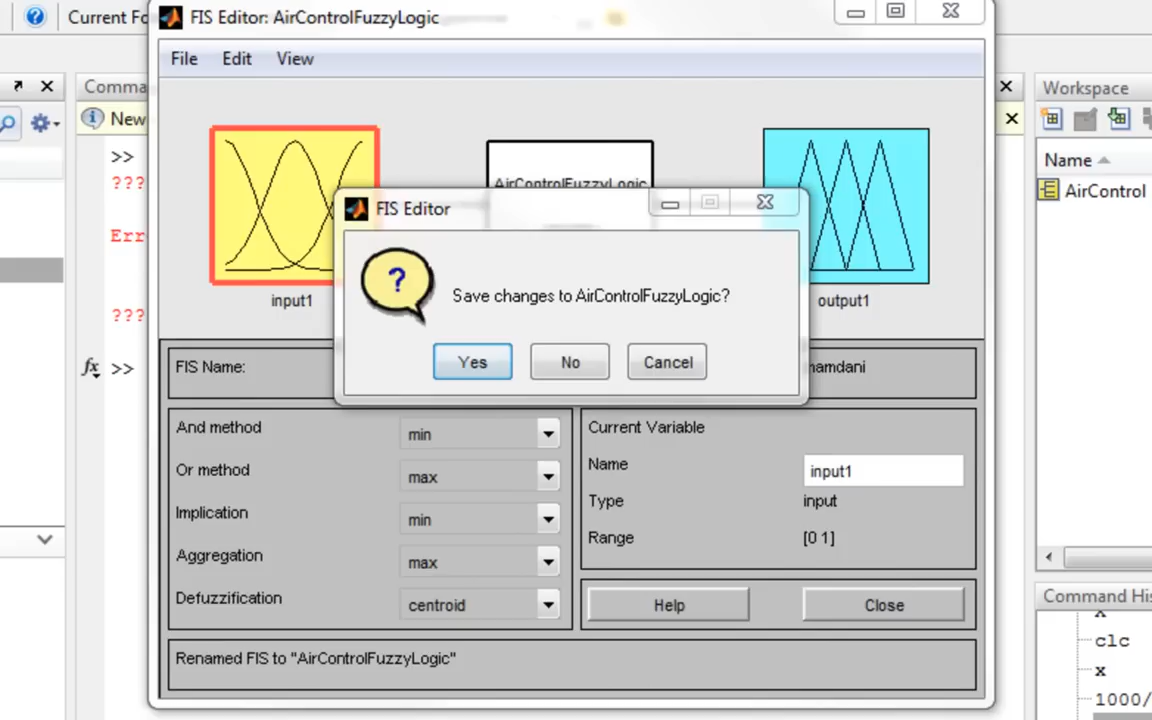 Current Fo
FIS Editor: AirControlFuzzyLogic
File Edit View
Comma
New
>>
???
Err
???
fx >>
AirControlFuzzyLogic
input1
output1
FIS Editor
Save changes to AirControlFuzzyLogic?
Yes No Cancel
FIS Name:
mamdani
And method min
Or method max
Implication min
Aggregation max
Defuzzification centroid
Current Variable
Name input1
Type input
Range [0 1]
Help Close
Renamed FIS to "AirControlFuzzyLogic"
Workspace
Name
AirControl
Command His
x
clc
x
1000/